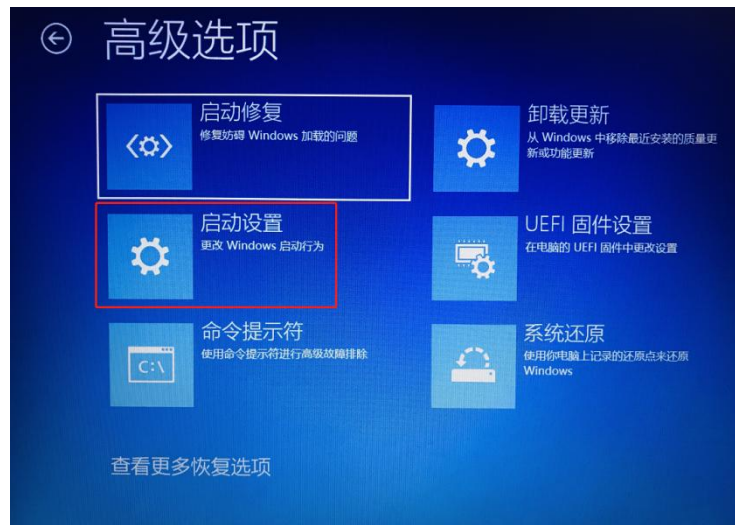 高级选项
启动修复
修复妨碍 Windows 加载的问题
卸载更新
从 Windows 中移除最近安装的质量更
新或功能更新
启动设置
更改 Windows 启动行为
UEFI 固件设置
在电脑的 UEFI 固件中更改设置
命令提示符
使用命令提示符进行高级故障排除
C:\
系统还原
使用你电脑上记录的还原点来还原
Windows
查看更多恢复选项